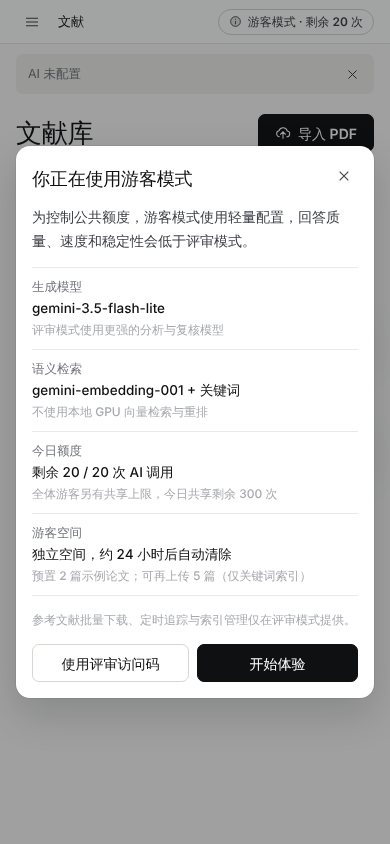 文献
游客模式 · 剩余 20 次
AI 未配置
文献库
导入 PDF
你正在使用游客模式
为控制公共额度，游客模式使用轻量配置，回答质
量、速度和稳定性会低于评审模式。
生成模型
gemini-3.5-flash-lite
评审模式使用更强的分析与复核模型
语义检索
gemini-embedding-001 + 关键词
不使用本地 GPU 向量检索与重排
今日额度
剩余 20 / 20 次 AI 调用
全体游客另有共享上限，今日共享剩余 300 次
游客空间
独立空间，约 24 小时后自动清除
预置 2 篇示例论文；可再上传 5 篇（仅关键词索引）
参考文献批量下载、定时追踪与索引管理仅在评审模式提供。
使用评审访问码
开始体验